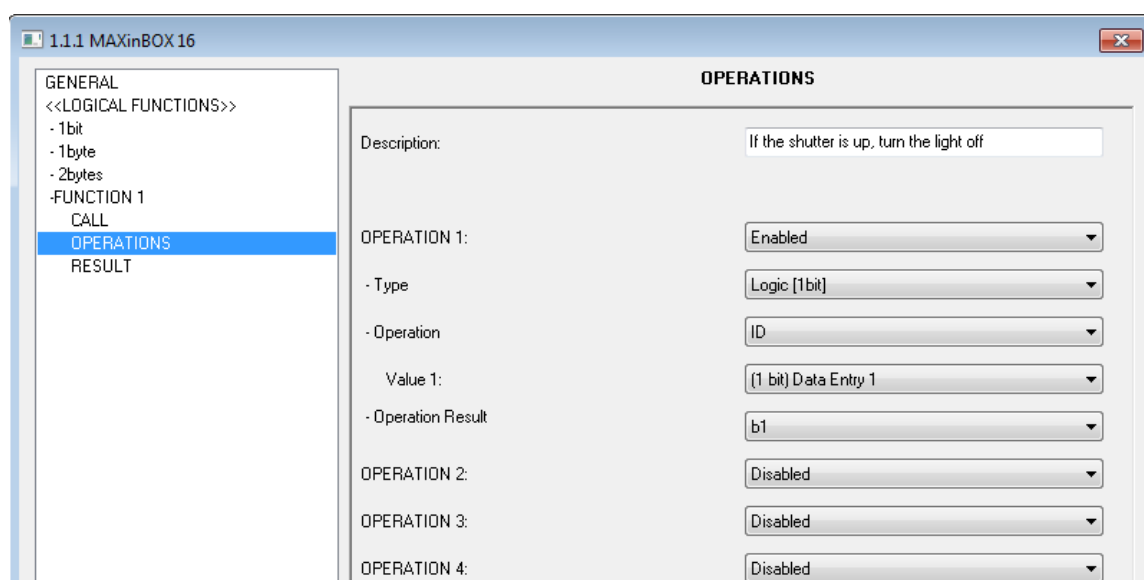 1.1.1 MAXinBOX 16
GENERAL
<<LOGICAL FUNCTIONS>>
- 1bit
- 1byte
- 2bytes
-FUNCTION 1
CALL
OPERATIONS
RESULT
OPERATIONS
Description: If the shutter is up, turn the light off
OPERATION 1: Enabled
- Type Logic [1bit]
- Operation ID
Value 1: (1 bit) Data Entry 1
- Operation Result b1
OPERATION 2: Disabled
OPERATION 3: Disabled
OPERATION 4: Disabled